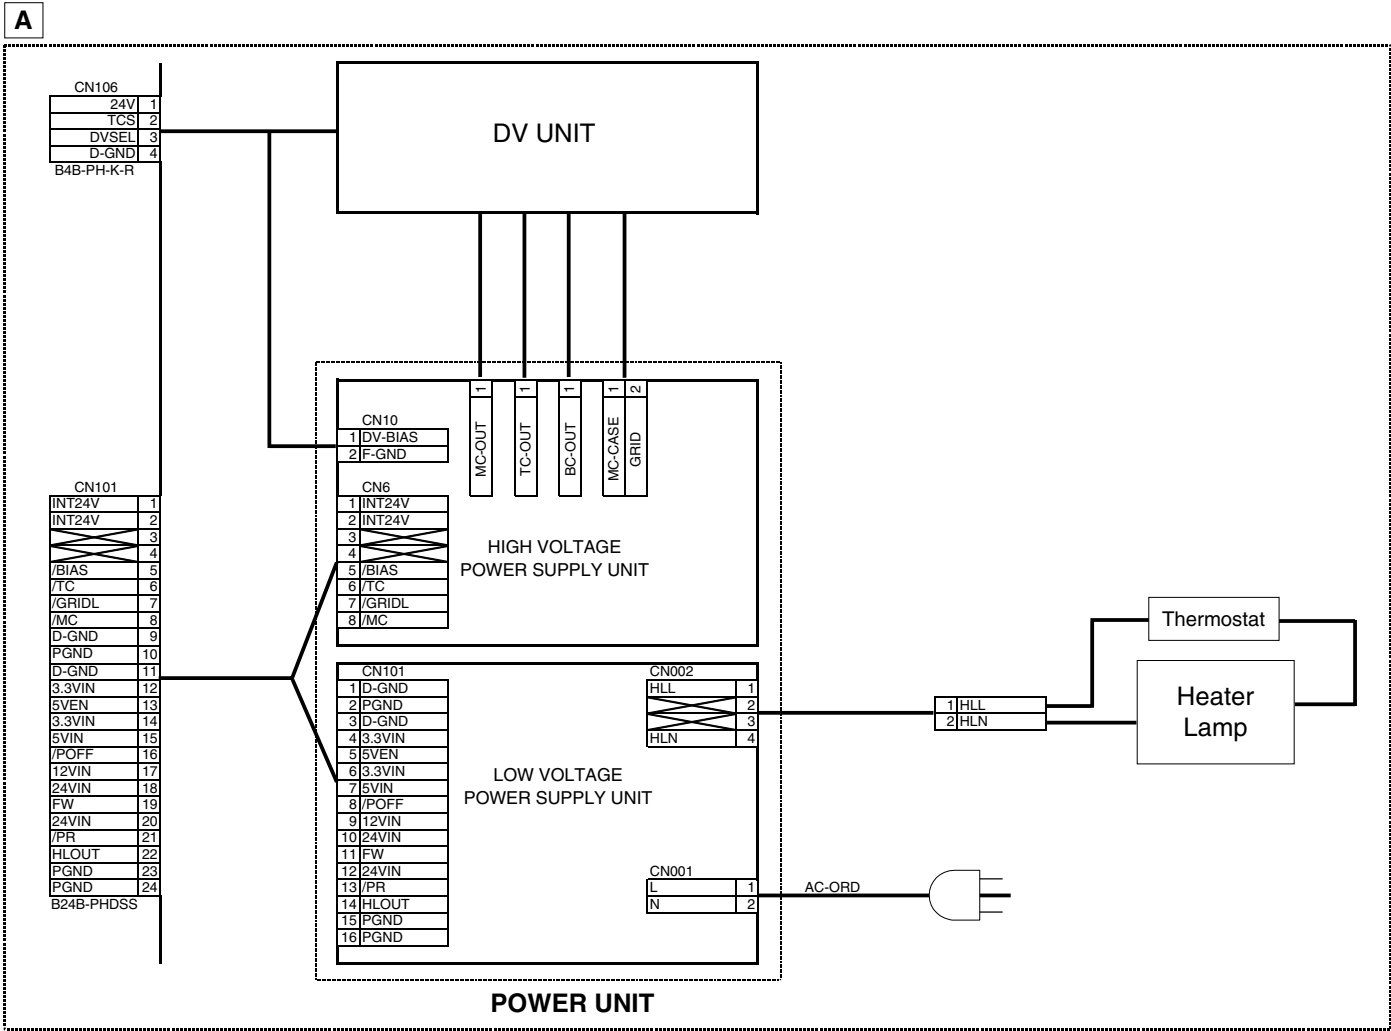 A
CN106
24V 1
TCS 2
DVSEL 3
D-GND 4
B4B-PH-K-R
DV UNIT
CN10
1 DV-BIAS
2 F-GND
MC-OUT 1
TC-OUT 1
BC-OUT 1
MC-CASE 1
GRID 2
CN101
INT24V 1
INT24V 2
3
4
/BIAS 5
/TC 6
/GRIDL 7
/MC 8
D-GND 9
PGND 10
D-GND 11
3.3VIN 12
5VEN 13
3.3VIN 14
5VIN 15
/POFF 16
12VIN 17
24VIN 18
FW 19
24VIN 20
/PR 21
HLOUT 22
PGND 23
PGND 24
B24B-PHDSS
CN6
1 INT24V
2 INT24V
3
4
5 /BIAS
6 /TC
7 /GRIDL
8 /MC
HIGH VOLTAGE
POWER SUPPLY UNIT
CN101
1 D-GND
2 PGND
3 D-GND
4 3.3VIN
5 5VEN
6 3.3VIN
7 5VIN
8 /POFF
9 12VIN
10 24VIN
11 FW
12 24VIN
13 /PR
14 HLOUT
15 PGND
16 PGND
LOW VOLTAGE
POWER SUPPLY UNIT
CN002
HLL 1
2
3
HLN 4
1 HLL
2 HLN
Thermostat
Heater
Lamp
CN001
L 1
N 2
AC-ORD
POWER UNIT